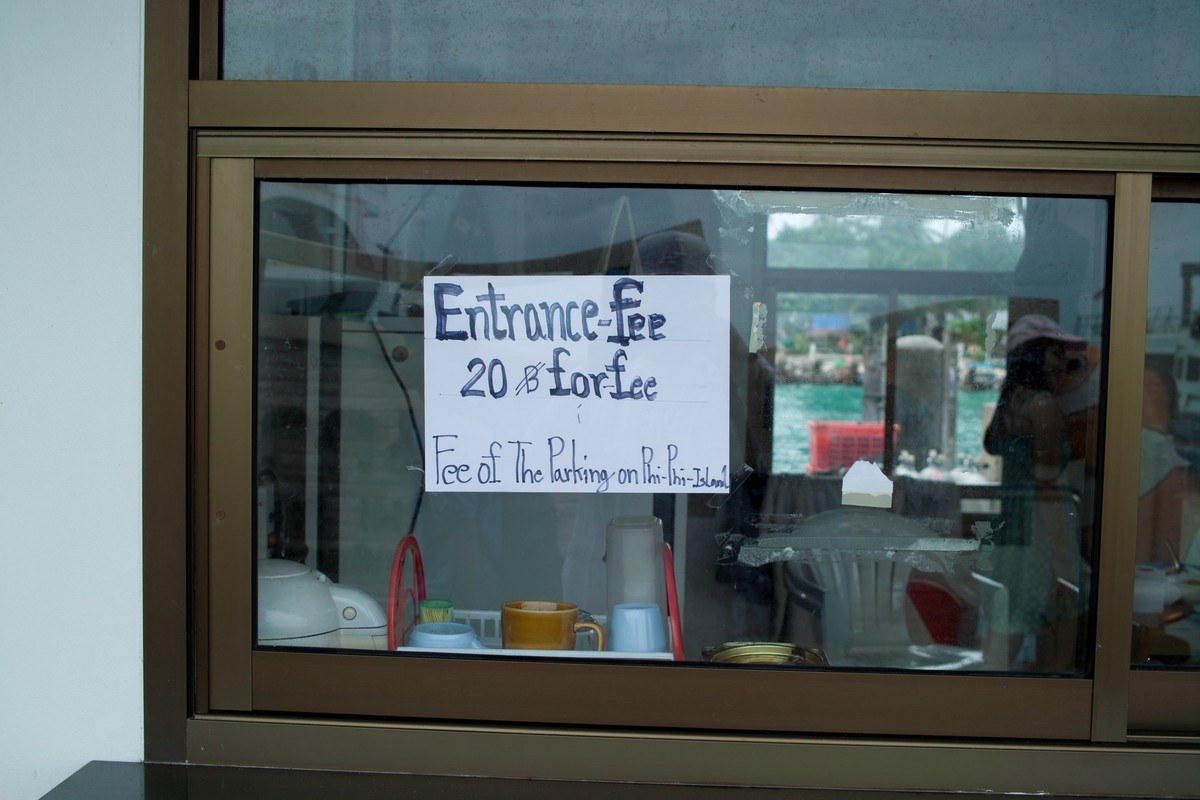 Entrance-fee
20 ฿ for-fee
Fee of The Parking on Phi-Phi-Island